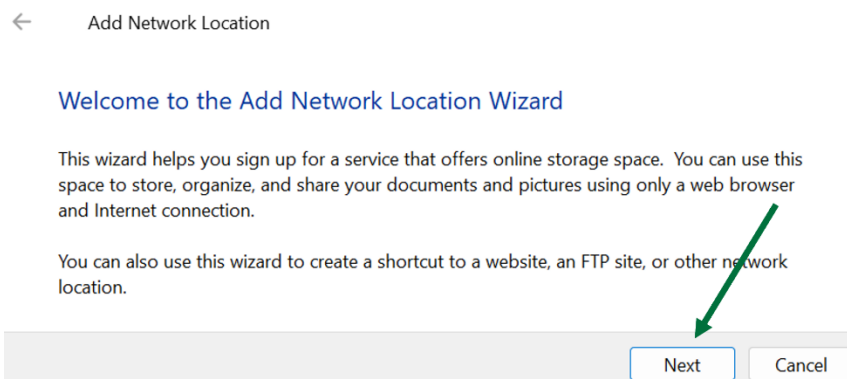 Add Network Location
Welcome to the Add Network Location Wizard
This wizard helps you sign up for a service that offers online storage space.  You can use this
space to store, organize, and share your documents and pictures using only a web browser
and Internet connection.
You can also use this wizard to create a shortcut to a website, an FTP site, or other network
location.
Next
Cancel